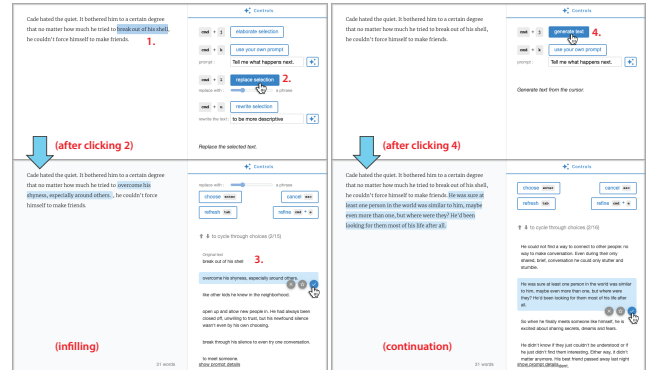 Cade hated the quiet. It bothered him to a certain degree
that no matter how much he tried to break out of his shell,
he couldn't force himself to make friends.
1.
Controls
cmd + j elaborate selection
cmd + k use your own prompt
prompt : Tell me what happens next.
replace selection
2.
replace with : a phrase
rewrite selection
rewrite the text : to be more descriptive
Replace the selected text.
(after clicking 2)
Cade hated the quiet. It bothered him to a certain degree
that no matter how much he tried to overcome his
shyness, especially around others. , he couldn't force
himself to make friends.
(infilling)
31 words
Controls
replace with : a phrase
choose enter cancel esc
refresh tab refine cmd +
to cycle through choices (2/15)
Original text
break out of his shell
3.
overcome his shyness, especially around others.
like other kids he knew in the neighborhood.
open up and allow new people in. He had always been
closed off, unwilling to trust, but his newfound silence
wasn't even by his own choosing.
break through his silence to even try one conversation.
to meet someone.
show prompt details
Cade hated the quiet. It bothered him to a certain degree
that no matter how much he tried to break out of his shell,
he couldn't force himself to make friends.
Controls
cmd + j generate text
4.
cmd + k use your own prompt
prompt : Tell me what happens next.
Generate text from the cursor.
(after clicking 4)
Cade hated the quiet. It bothered him to a certain degree
that no matter how much he tried to break out of his shell,
he couldn't force himself to make friends. He was sure at
least one person in the world was similar to him, maybe
even more than one, but where were they? He'd been
looking for them most of his life after all.
(continuation)
31 words
Controls
choose enter cancel esc
refresh tab refine cmd +
to cycle through choices (2/16)
He could not find a way to connect to other people: no
way to make conversation. Even during their only
shared, brief, conversation he could only stutter and
stumble.
He was sure at least one person in the world was similar
to him, maybe even more than one, but where were
they? He'd been looking for them most of his life after
all.
So when he finally meets someone like himself, he is
excited about sharing secrets, dreams and fears.
He didn't know if they just couldn't be understood or if
he just didn't find them interesting. Either way, it didn't
matter anymore. His best friend passed away last night
show prompt details